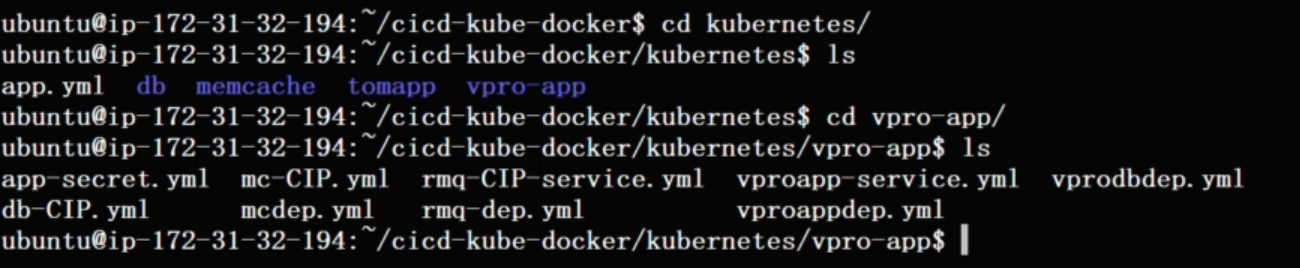 ubuntu@ip-172-31-32-194:~/cicd-kube-docker$ cd kubernetes/
ubuntu@ip-172-31-32-194:~/cicd-kube-docker/kubernetes$ ls
app.yml  db  memcache  tomapp  vpro-app
ubuntu@ip-172-31-32-194:~/cicd-kube-docker/kubernetes$ cd vpro-app/
ubuntu@ip-172-31-32-194:~/cicd-kube-docker/kubernetes/vpro-app$ ls
app-secret.yml  mc-CIP.yml  rmq-CIP-service.yml  vproapp-service.yml  vprodbdep.yml
db-CIP.yml      mcdep.yml   rmq-dep.yml          vproappdep.yml
ubuntu@ip-172-31-32-194:~/cicd-kube-docker/kubernetes/vpro-app$